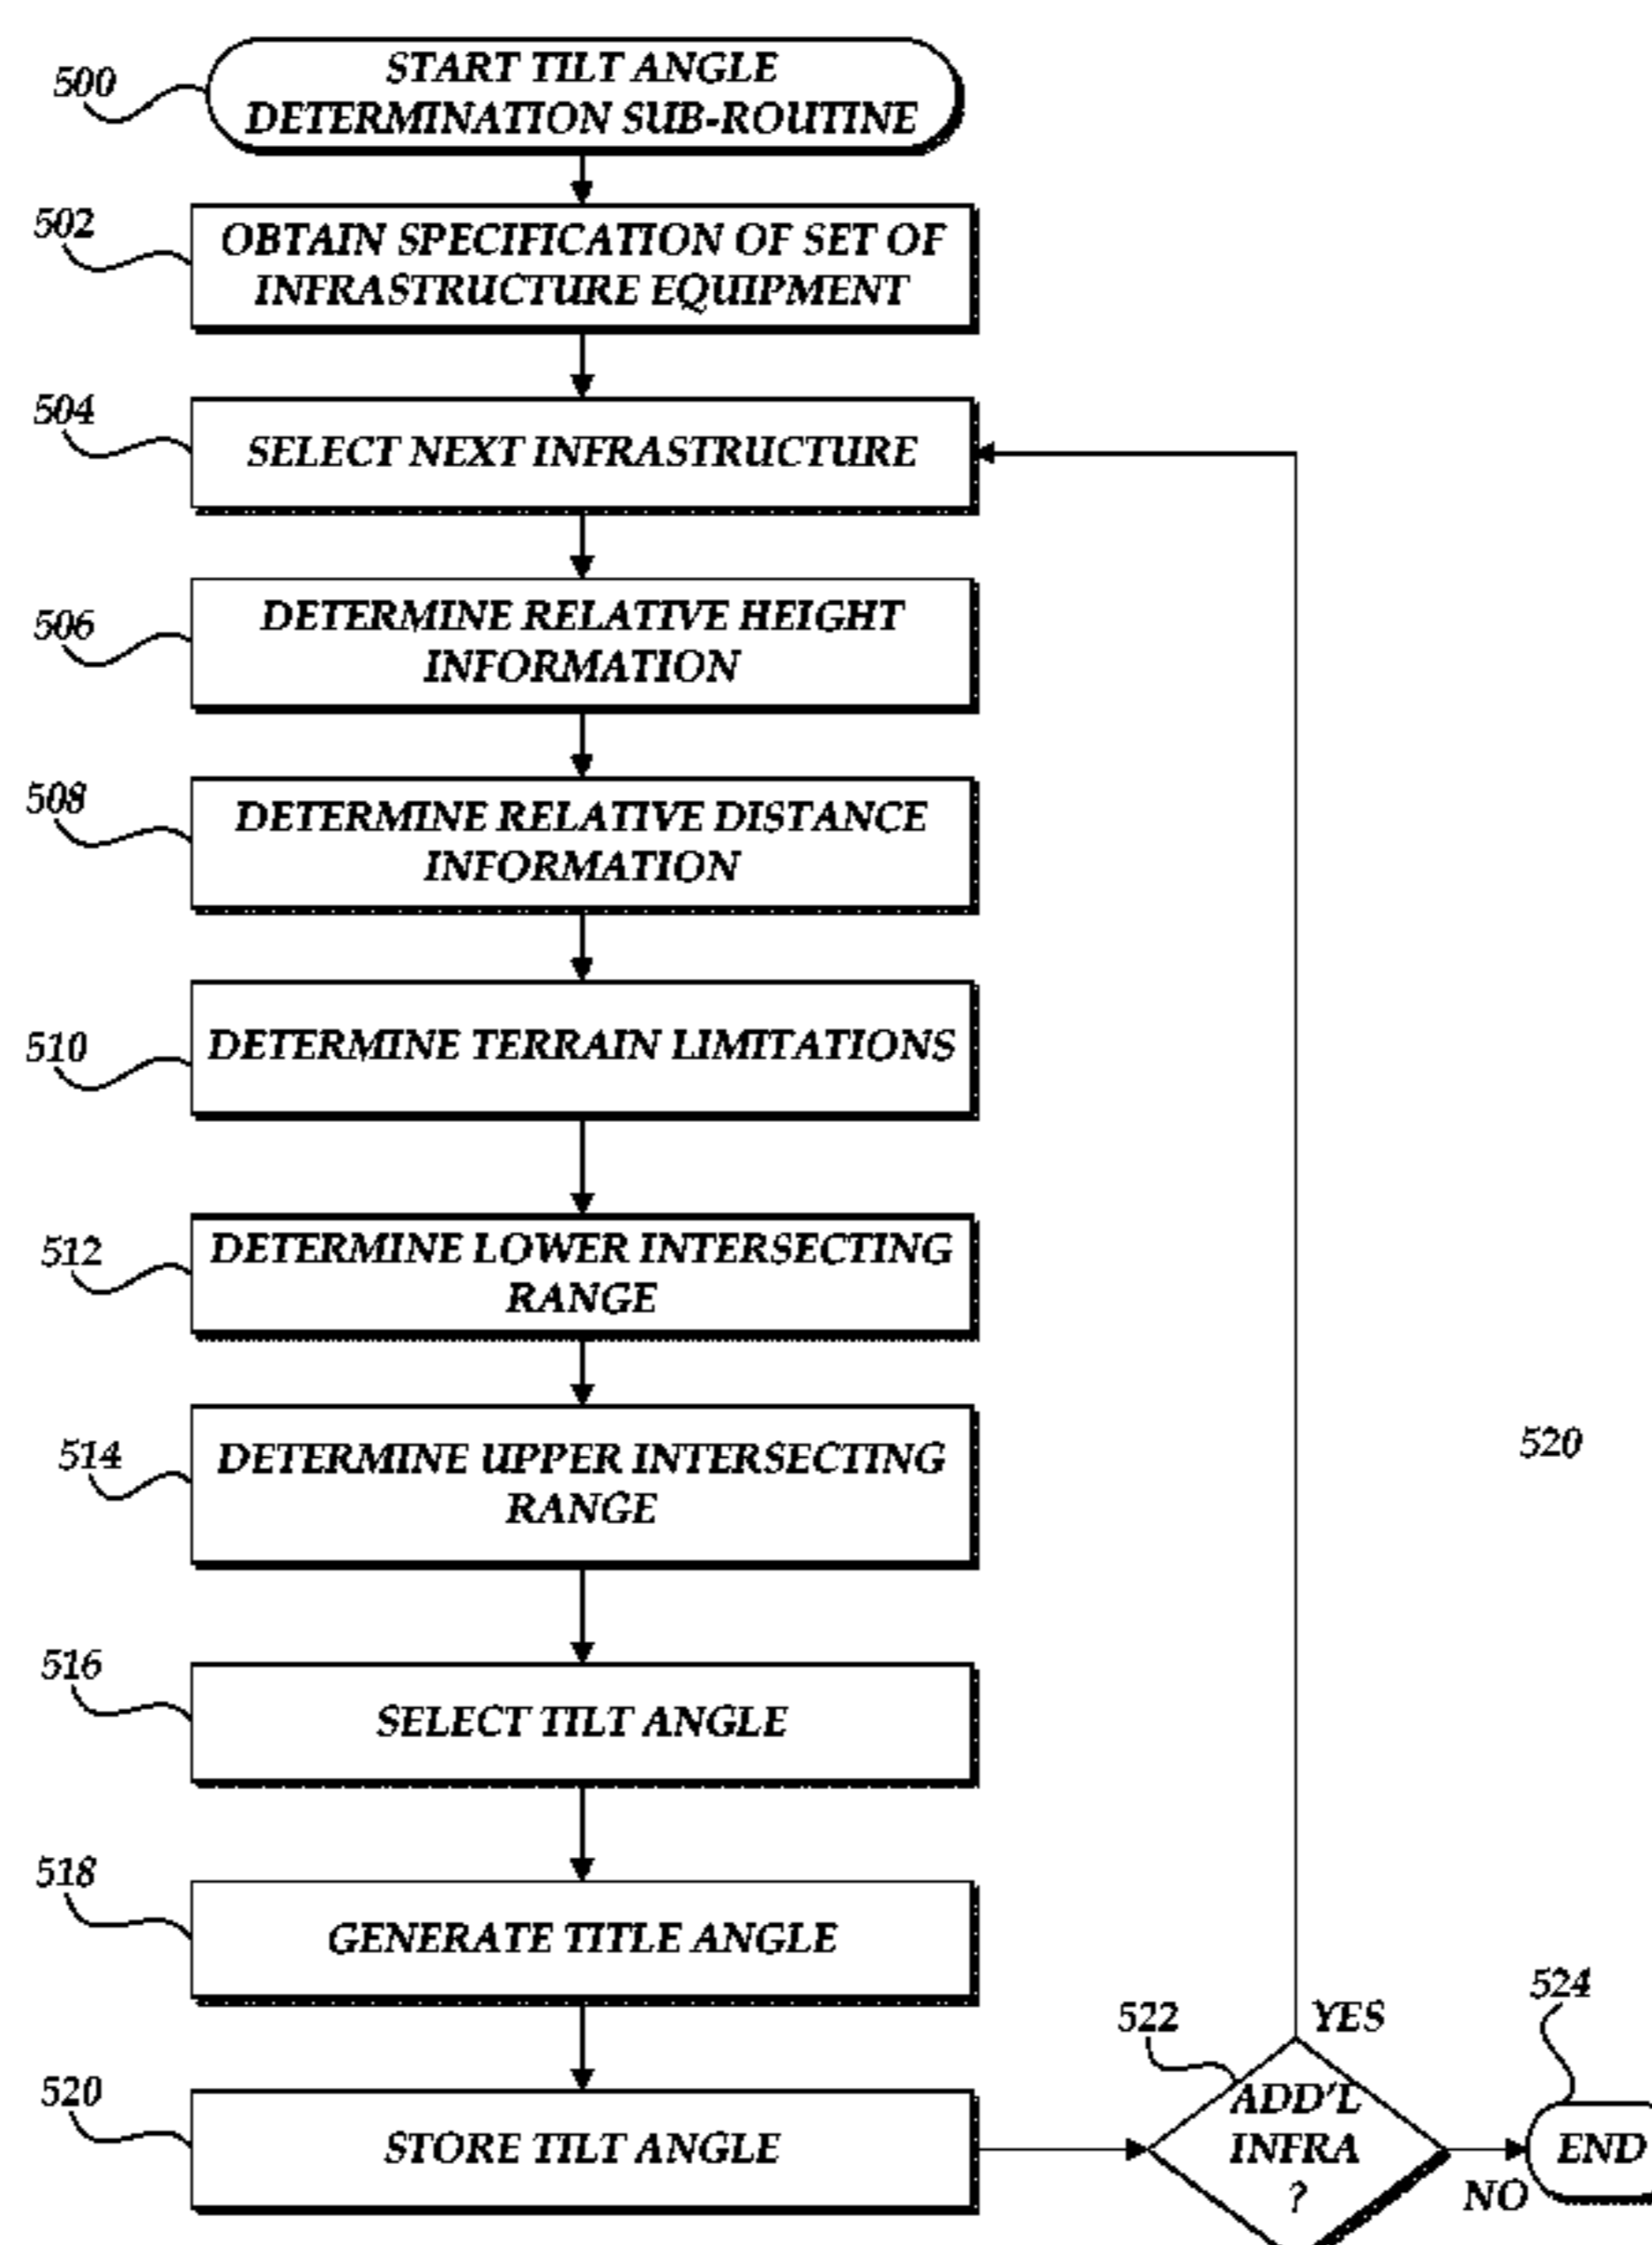 500
START TILT ANGLE
DETERMINATION SUB-ROUTINE
502
OBTAIN SPECIFICATION OF SET OF
INFRASTRUCTURE EQUIPMENT
504
SELECT NEXT INFRASTRUCTURE
506
DETERMINE RELATIVE HEIGHT
INFORMATION
508
DETERMINE RELATIVE DISTANCE
INFORMATION
510
DETERMINE TERRAIN LIMITATIONS
512
DETERMINE LOWER INTERSECTING
RANGE
514
DETERMINE UPPER INTERSECTING
RANGE
520
516
SELECT TILT ANGLE
518
GENERATE TITLE ANGLE
520
STORE TILT ANGLE
522
YES
ADD'L
INFRA
?
NO
524
END